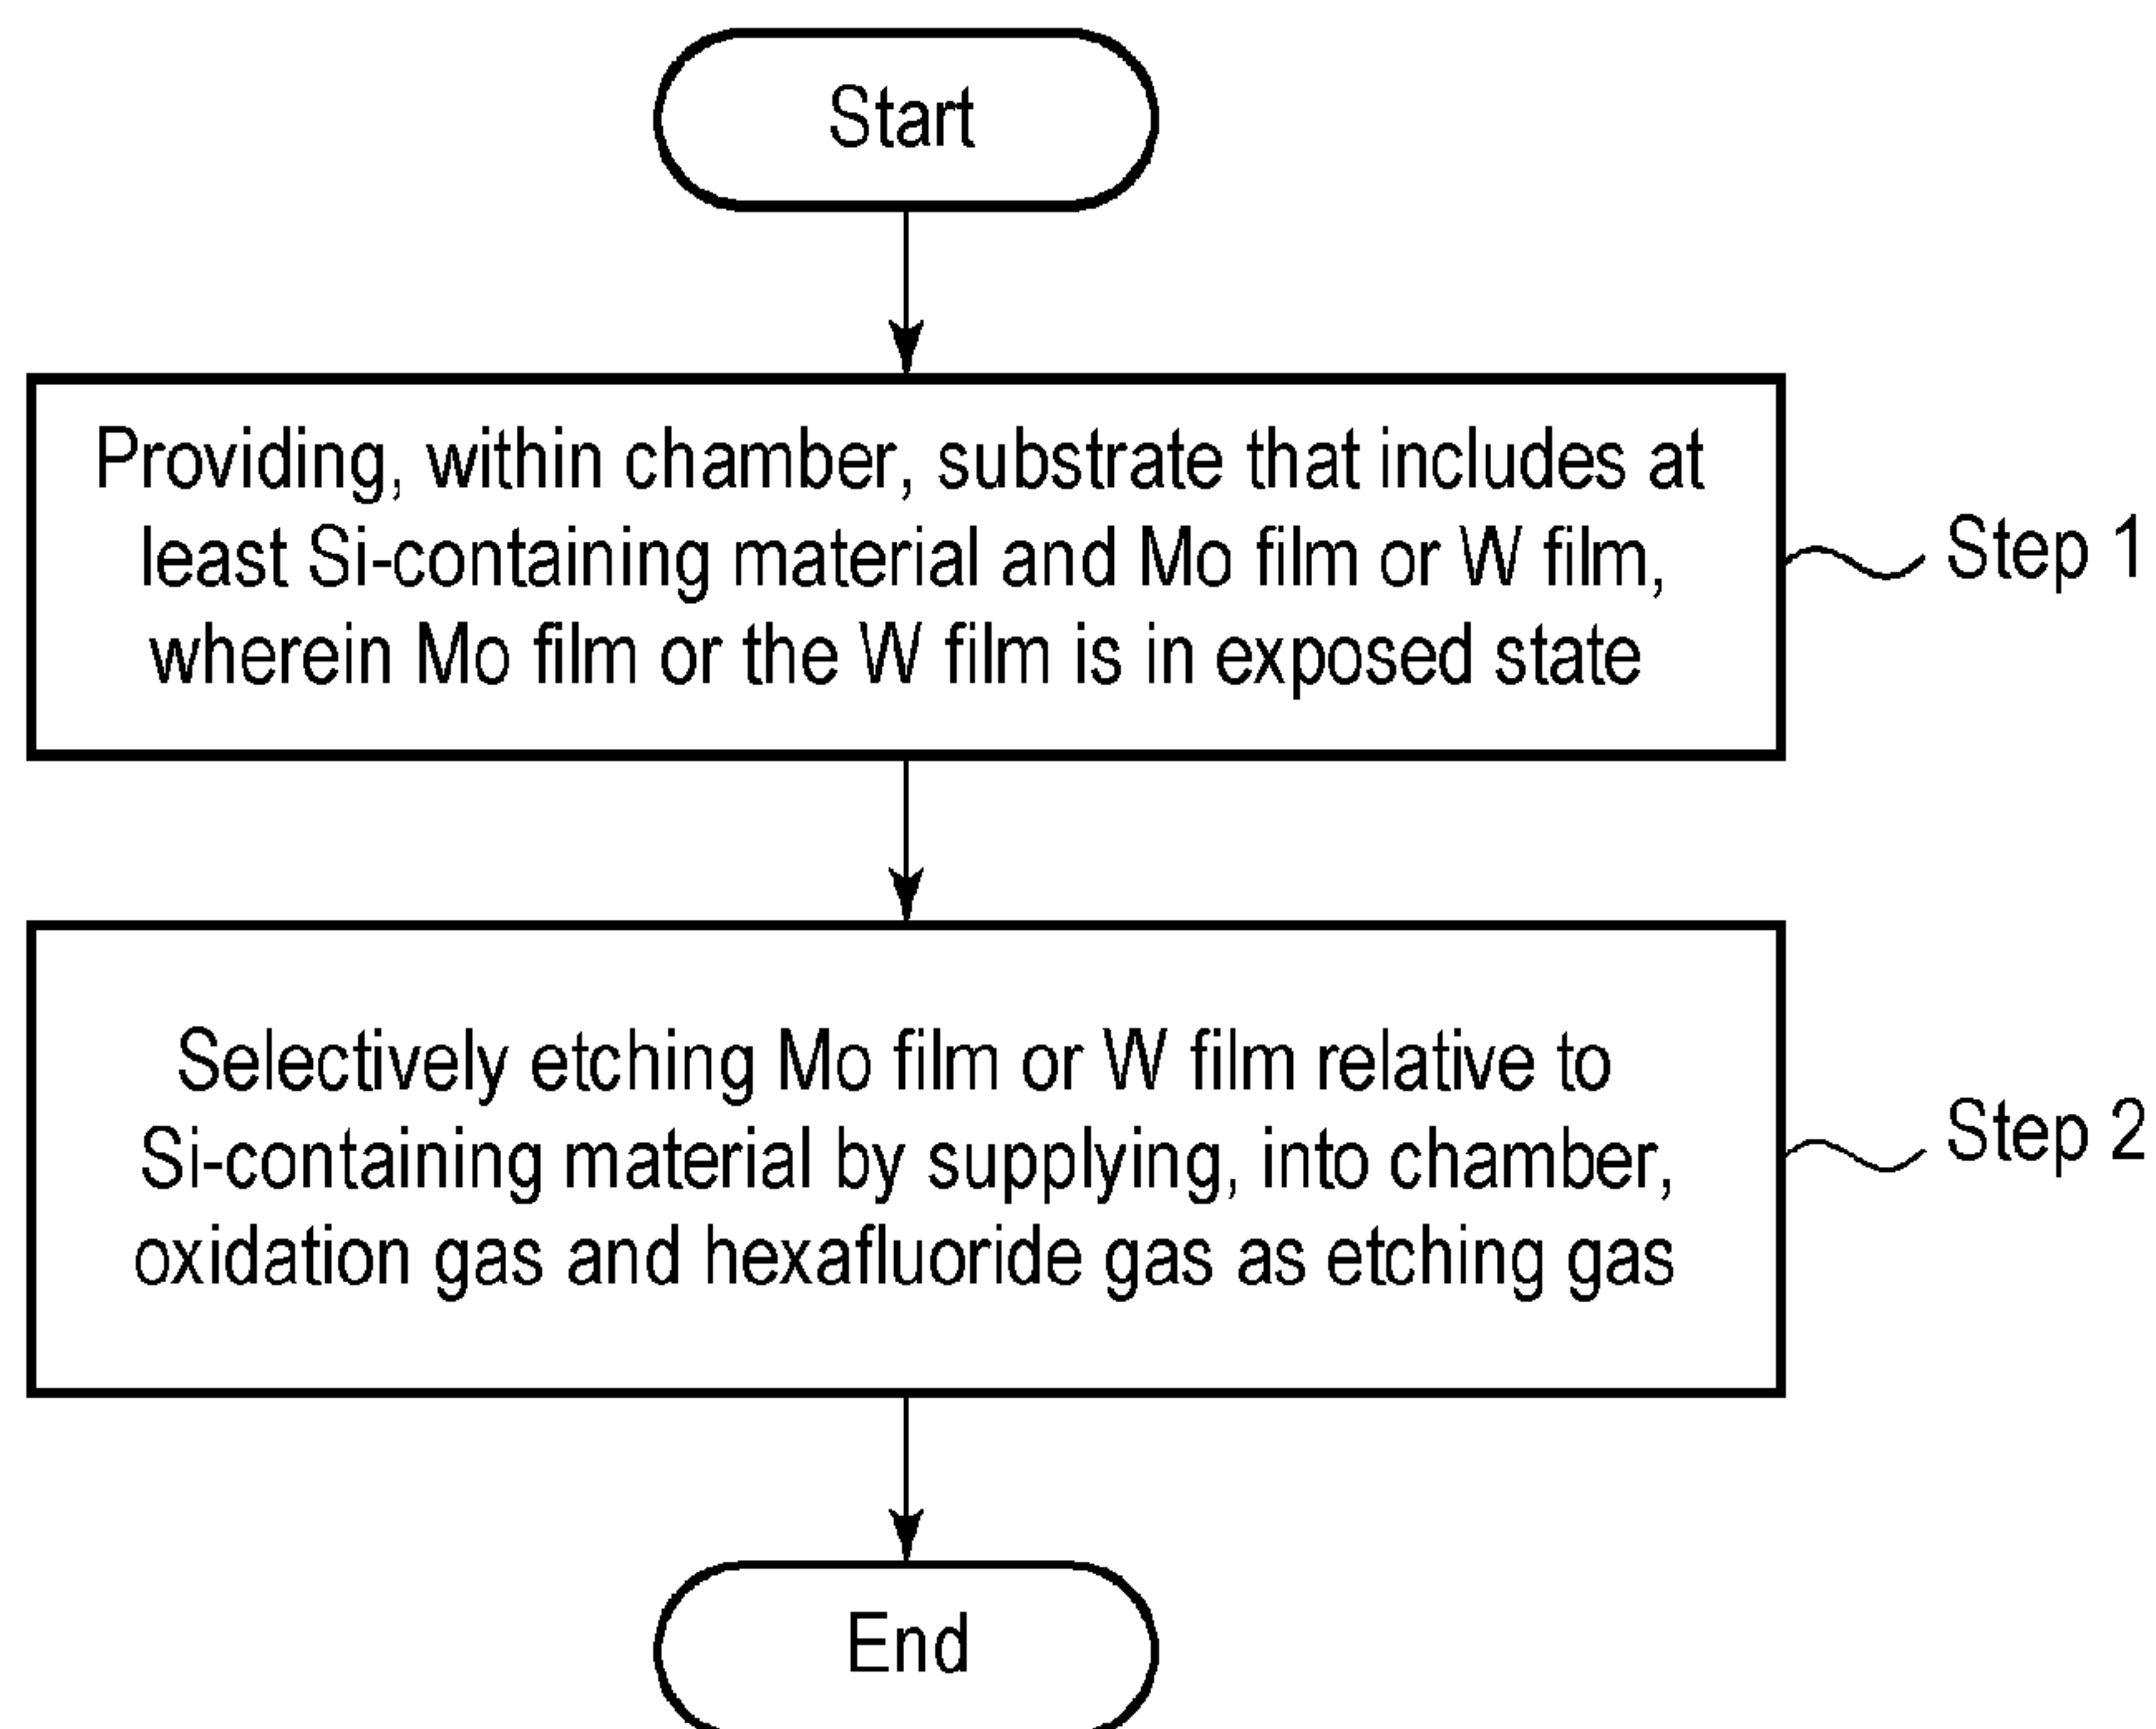 Start
Providing, within chamber, substrate that includes at
least Si-containing material and Mo film or W film,
wherein Mo film or the W film is in exposed state
Step 1
Selectively etching Mo film or W film relative to
Si-containing material by supplying, into chamber,
oxidation gas and hexafluoride gas as etching gas
Step 2
End